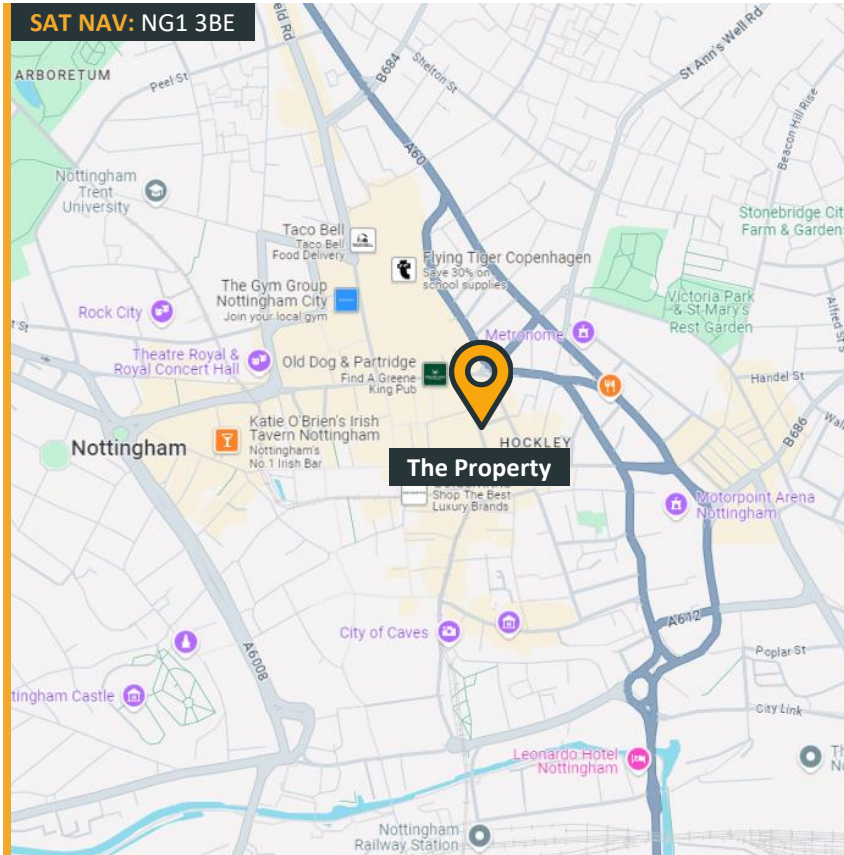 SAT NAV: NG1 3BE
ARBORETUM
Peel St
B684
Shelton St
St Ann's Well Rd
Beacon Hill Rise
A60
Nottingham
Trent
University
Stonebridge City
Farm & Gardens
Taco Bell
Taco Bell
Food Delivery
Flying Tiger Copenhagen
Save 30% on
school supplies
The Gym Group
Nottingham City
Join your local gym
Victoria Park
& St Mary's
Rest Garden
Rock City
Metronome
Theatre Royal &
Royal Concert Hall
Old Dog & Partridge
Find A Greene
King Pub
Handel St
B686
Katie O'Brien's Irish
Tavern Nottingham
Nottingham's
No.1 Irish Bar
Nottingham
HOCKLEY
The Property
Shop The Best
Luxury Brands
Motorpoint Arena
Nottingham
A612
City of Caves
Poplar St
A6008
tingham Castle
City Link
Leonardo Hotel
Nottingham
Nottingham
Railway Station